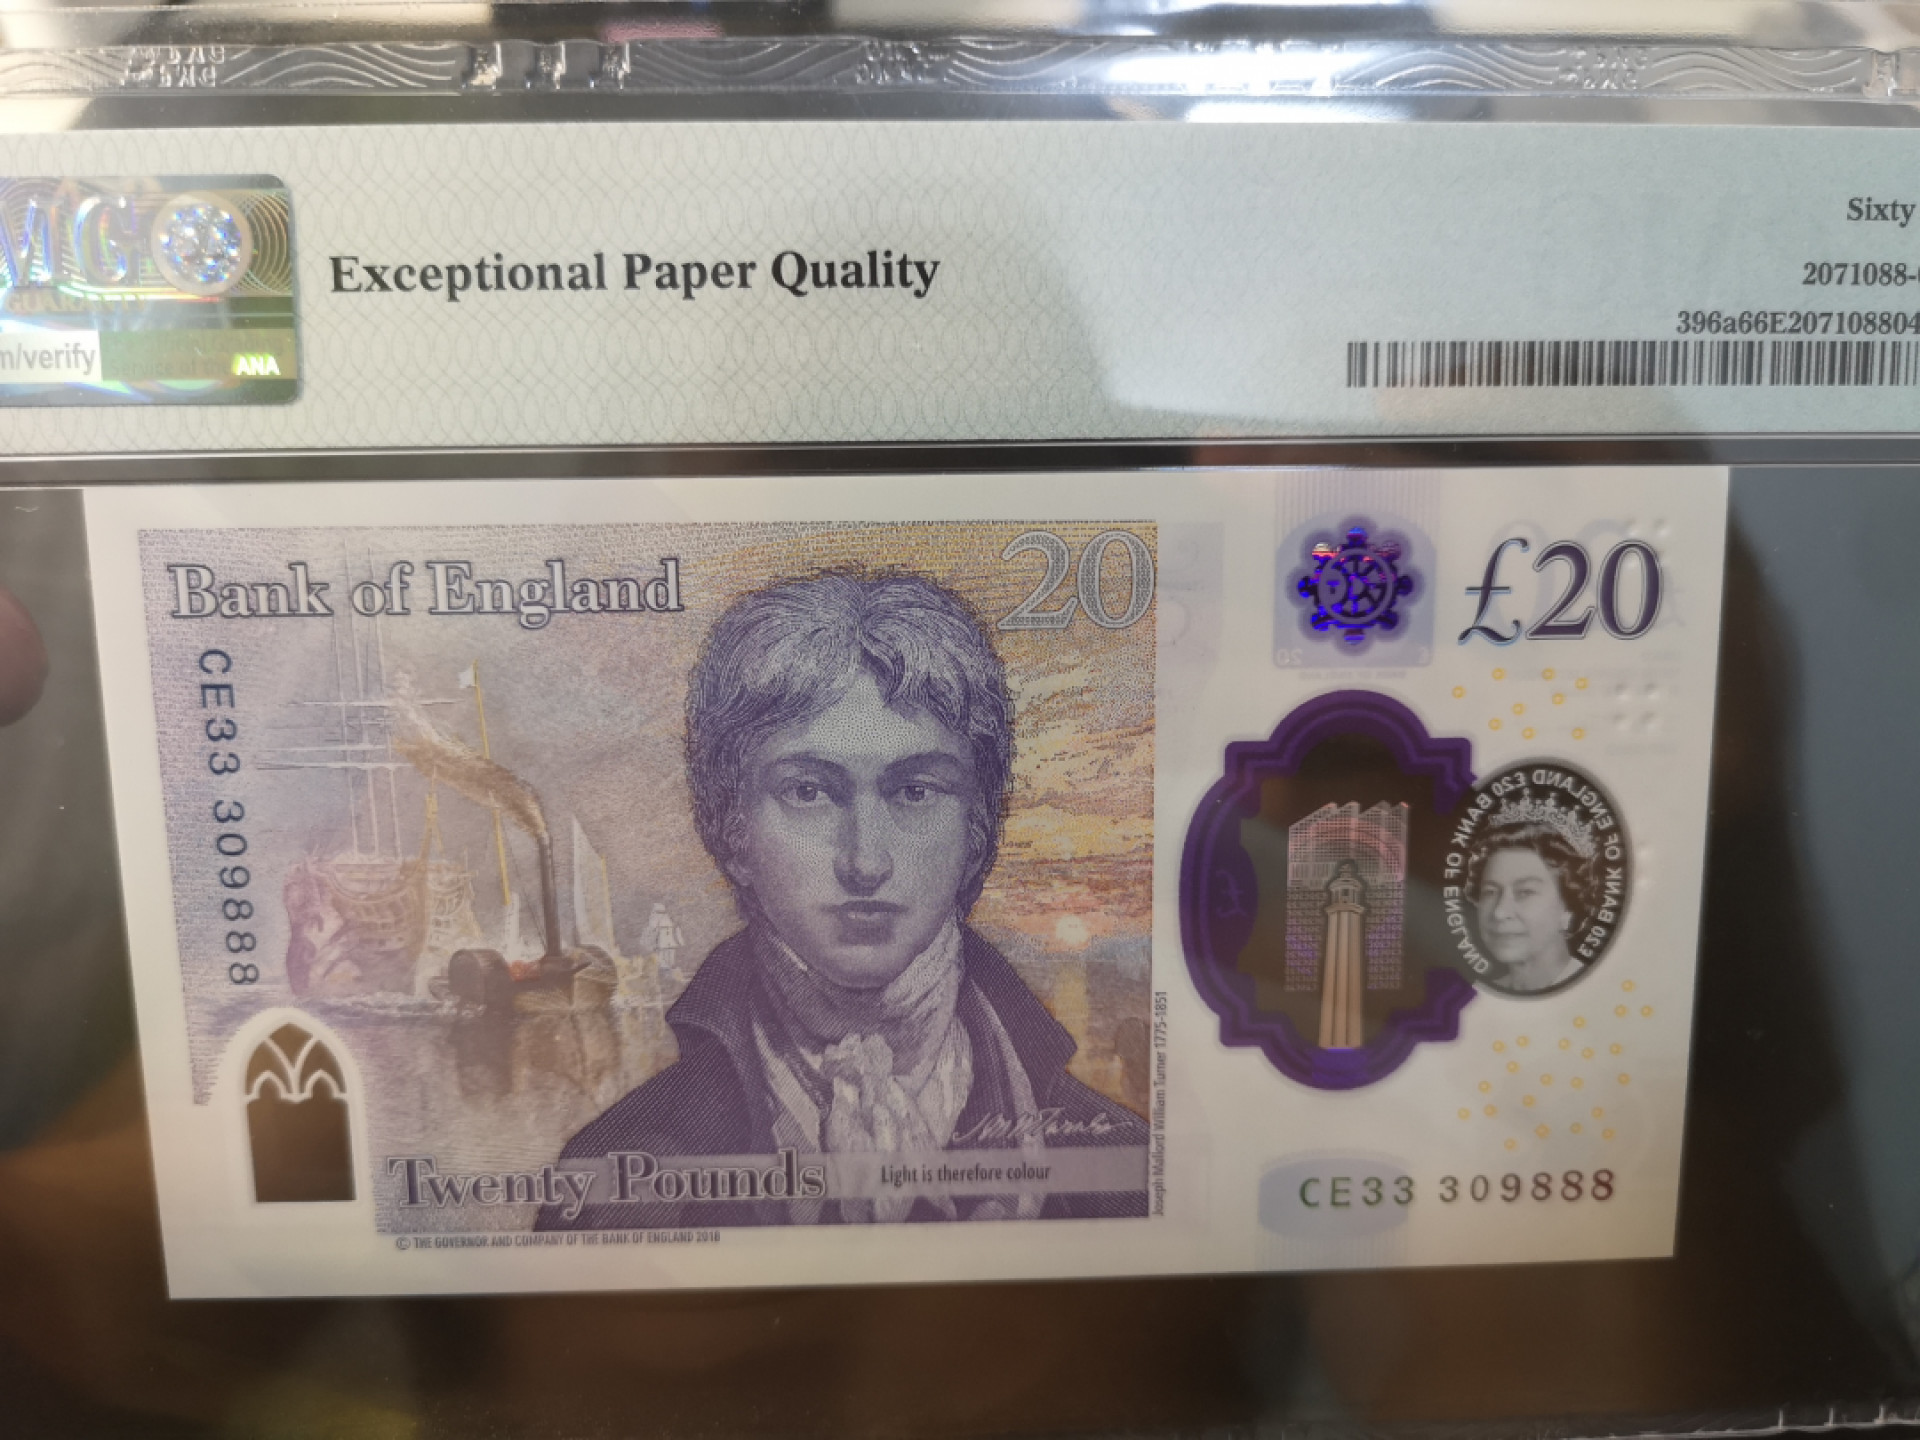 Exceptional Paper Quality
Sixty
2071088-
396a66E207108804
m/verify
ANA
Bank of England
20
£20
CE33 309888
£20 BANK OF ENGLAND £20 BANK OF ENGLAND
Joseph Mallord William Turner 1775-1851
Twenty Pounds
Light is therefore colour
CE33 309888
© THE GOVERNOR AND COMPANY OF THE BANK OF ENGLAND 2018